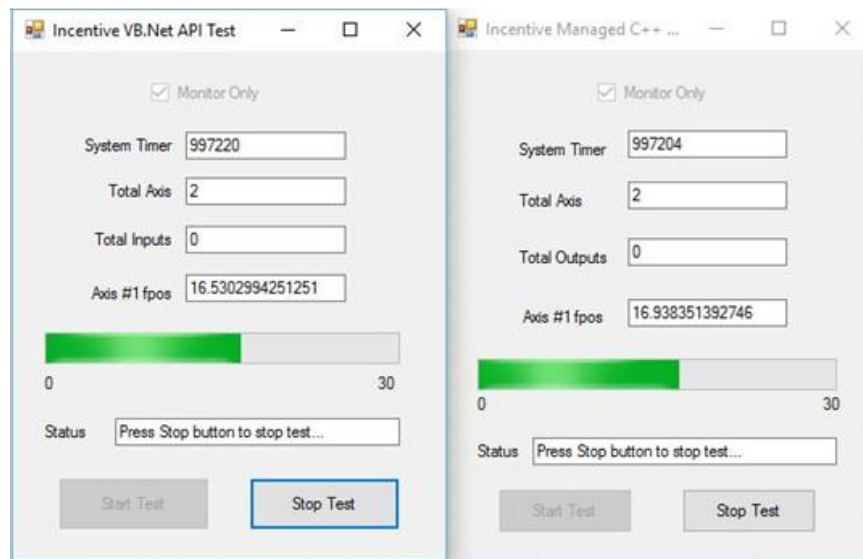 Incentive VB.Net API Test
Monitor Only
System Timer 997220
Total Axis 2
Total Inputs 0
Axis #1 fpos 16.5302994251251
0 30
Status Press Stop button to stop test...
Start Test Stop Test
Incentive Managed C++ ...
Monitor Only
System Timer 997204
Total Axis 2
Total Outputs 0
Axis #1 fpos 16.938351392746
0 30
Status Press Stop button to stop test...
Start Test Stop Test